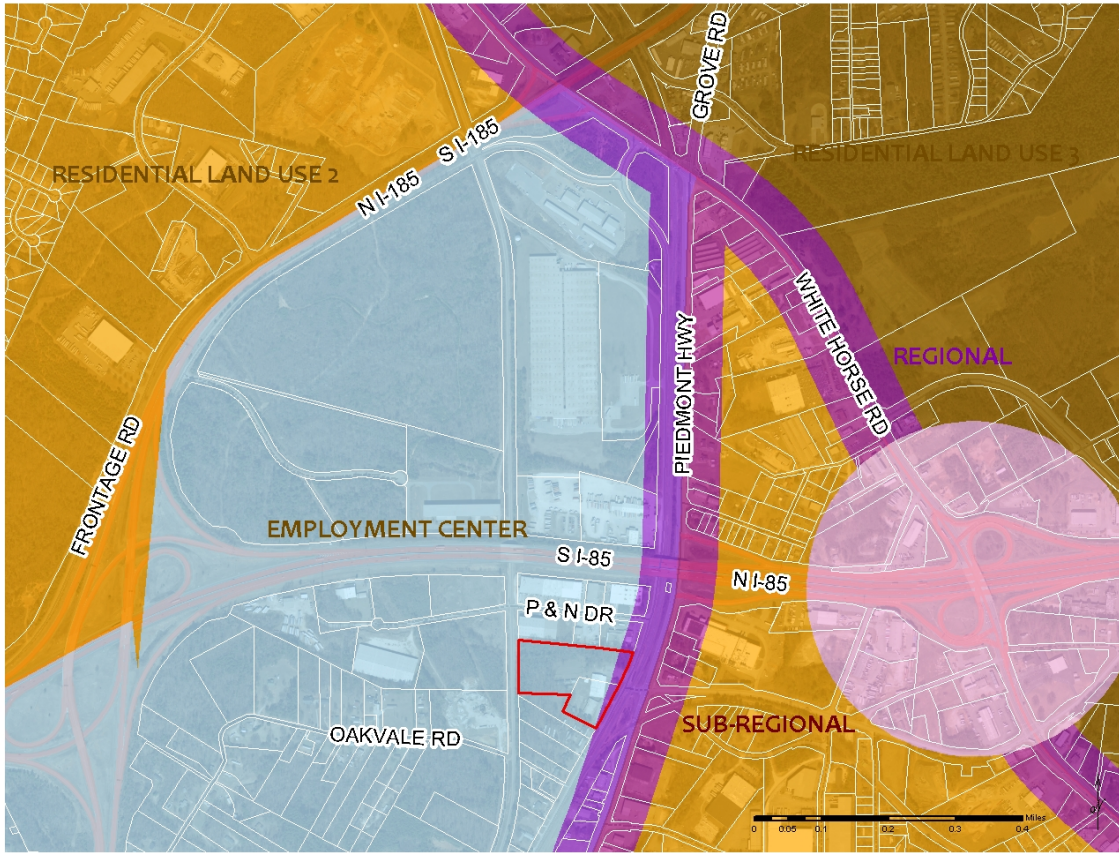 GROVE RD
S I-185
RESIDENTIAL LAND USE 2
RESIDENTIAL LAND USE 3
N I-185
WHITE HORSE RD
PIEDMONT HWY
REGIONAL
FRONTAGE RD
EMPLOYMENT CENTER
S I-85
N I-85
P & N DR
SUB-REGIONAL
OAKVALE RD
Miles
0 0.05 0.1 0.2 0.3 0.4